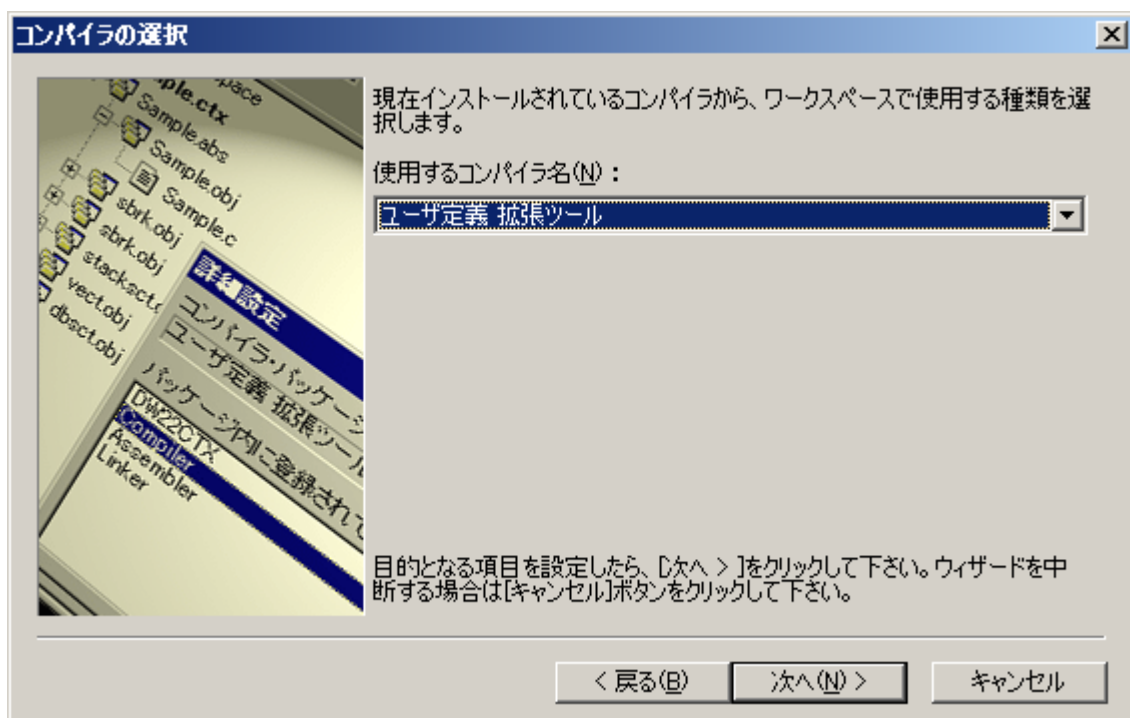 コンパイラの選択
ple.ctx
Sample.abs
Sample.obj
Sample.c
sbrk.obj
sbrk.obj
vect.obj
dbsct.obj
詳細設定
コンパイラ・パッケージ
ユーザ定義 拡張ツール
パッケージ内に登録されて
DW22CTX
Compiler
Assembler
Linker
現在インストールされているコンパイラから、ワークスペースで使用する種類を選
択します。
使用するコンパイラ名(N)：
ユーザ定義 拡張ツール
目的となる項目を設定したら、[次へ > ]をクリックして下さい。ウィザードを中
断する場合は[キャンセル]ボタンをクリックして下さい。
< 戻る(B)
次へ(N) >
キャンセル